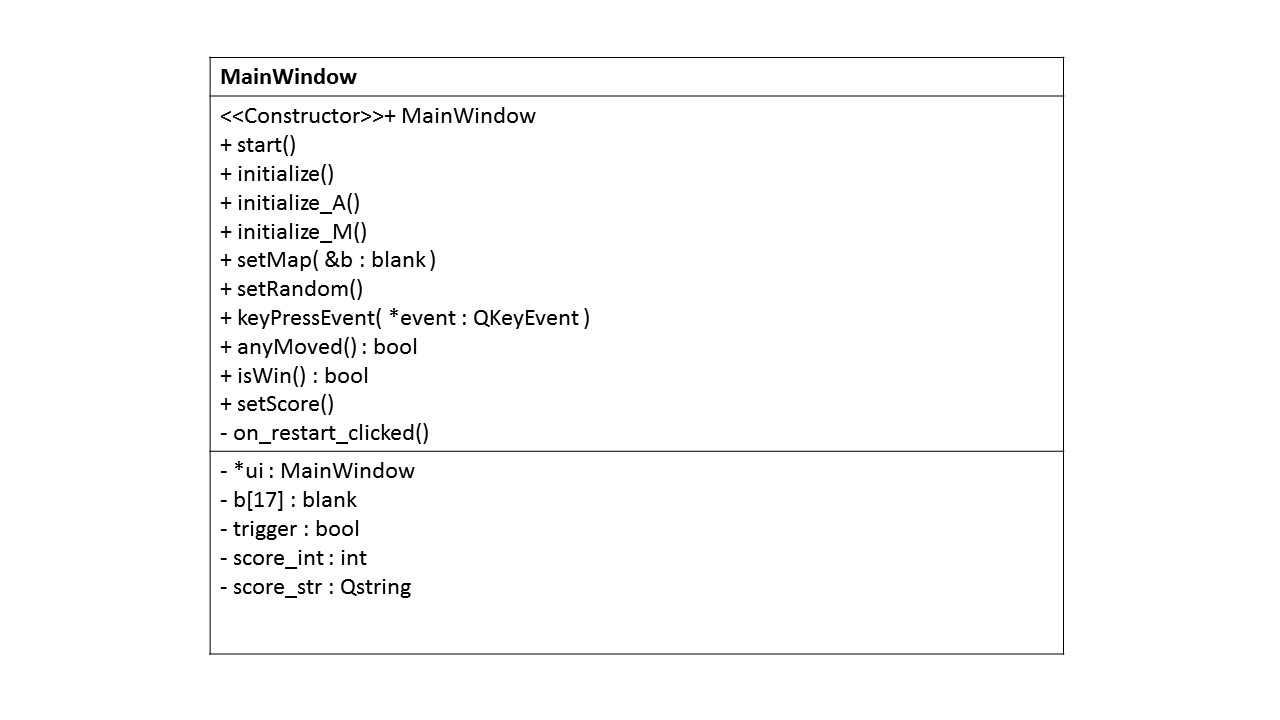 MainWindow
<<Constructor>>+ MainWindow
+ start()
+ initialize()
+ initialize_A()
+ initialize_M()
+ setMap( &b : blank )
+ setRandom()
+ keyPressEvent( *event : QKeyEvent )
+ anyMoved() : bool
+ isWin() : bool
+ setScore()
- on_restart_clicked()
- *ui : MainWindow
- b[17] : blank
- trigger : bool
- score_int : int
- score_str : Qstring